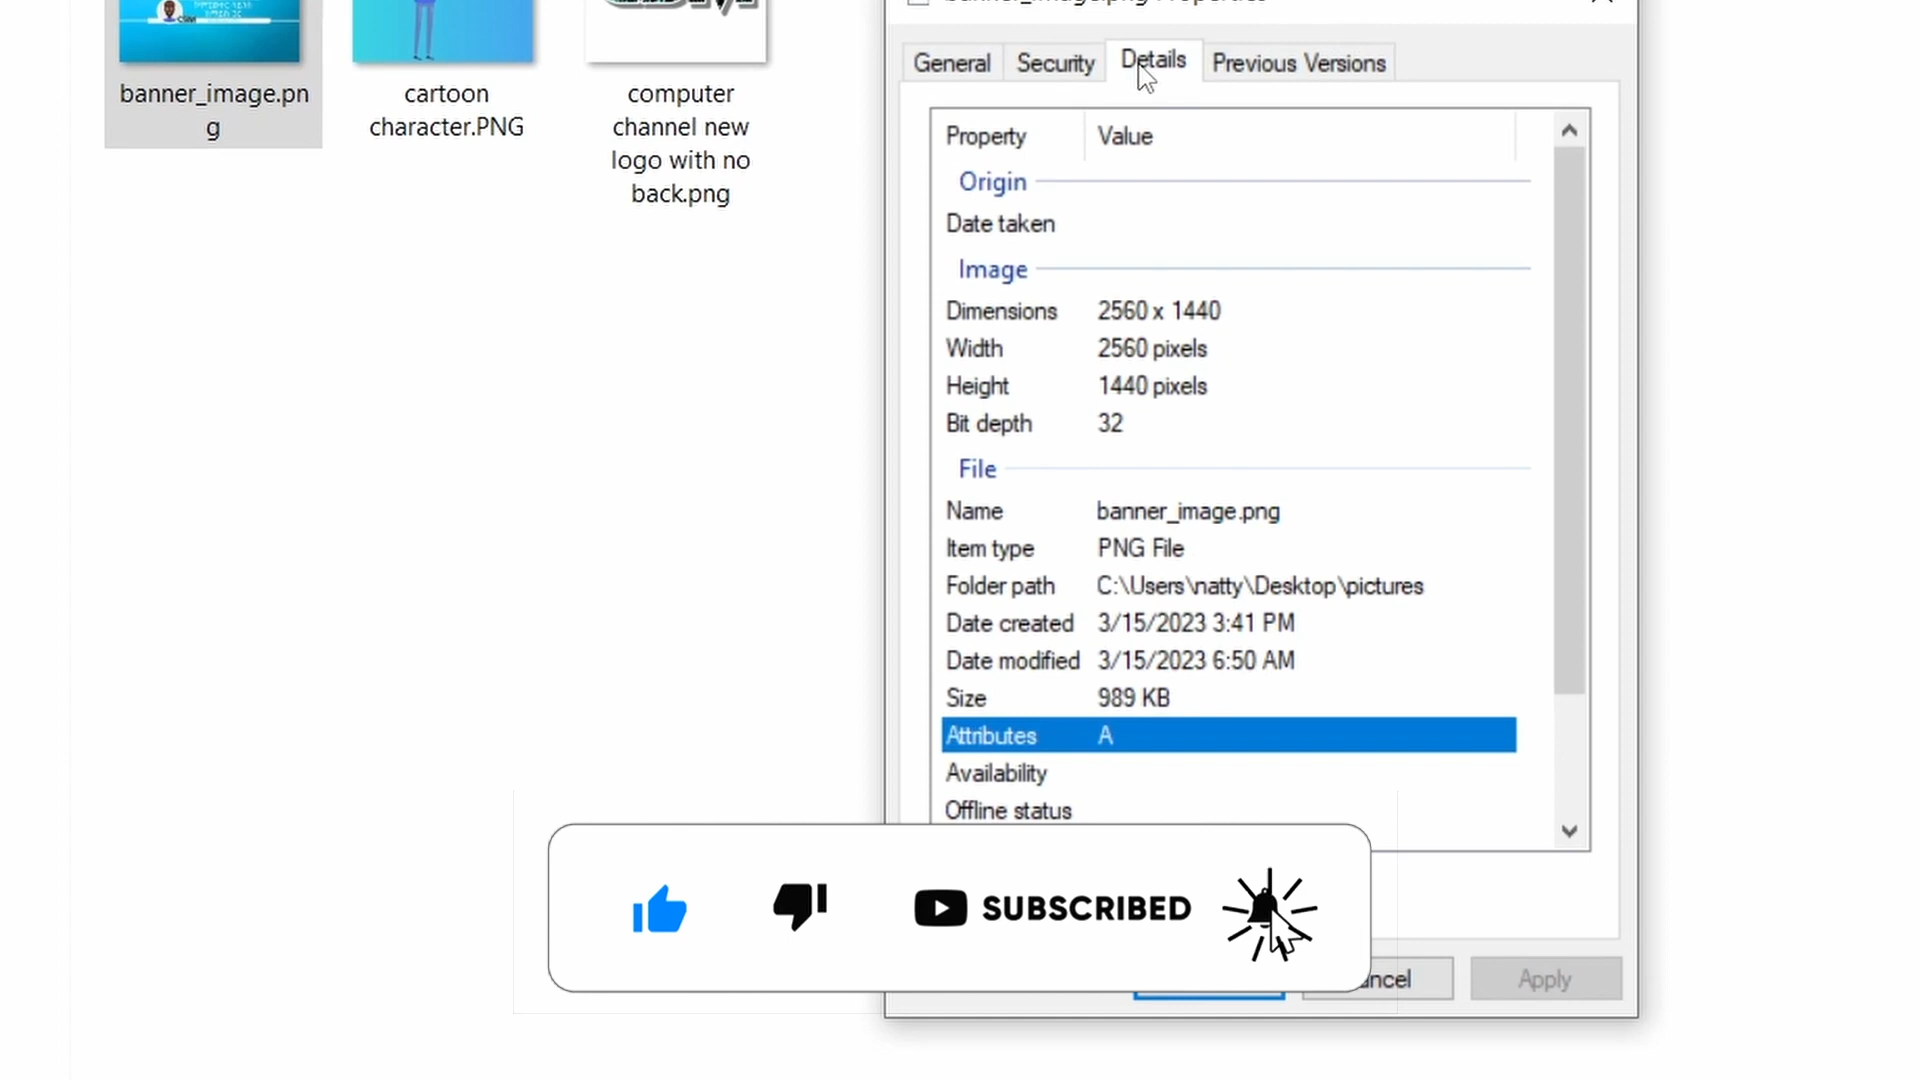 banner_image.pn
g
cartoon
character.PNG
computer
channel new
logo with no
back.png
General Security Details Previous Versions
Property Value
Origin
Date taken
Image
Dimensions 2560 x 1440
Width 2560 pixels
Height 1440 pixels
Bit depth 32
File
Name banner_image.png
Item type PNG File
Folder path C:\Users\natty\Desktop\pictures
Date created 3/15/2023 3:41 PM
Date modified 3/15/2023 6:50 AM
Size 989 KB
Attributes A
Availability
Offline status
SUBSCRIBED
Apply